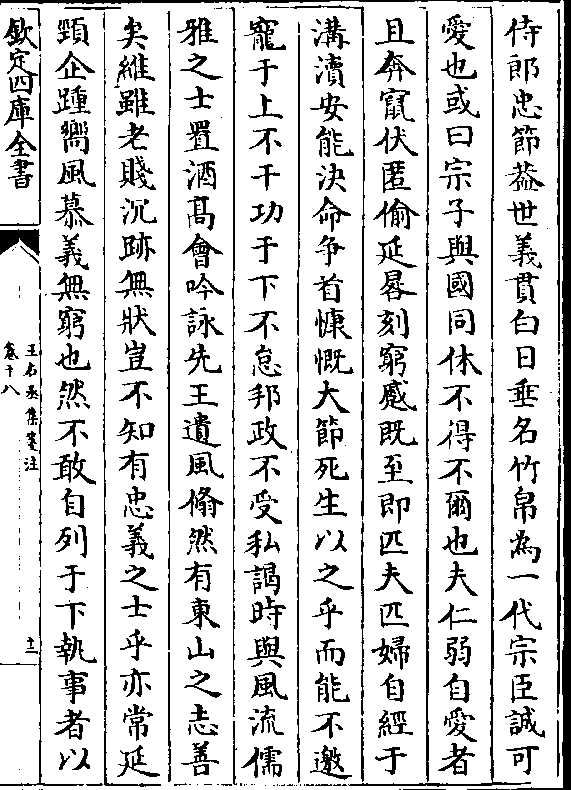 侍郎忠節葢世義貫白日垂名竹帛為一代宗臣誠可
愛也或曰宗子與國同休不得不爾也夫仁弱自愛者
且奔竄伏匿偷延晷刻窮蹙既至即匹夫匹婦自經于
溝瀆安能決命争首慷慨大節死生以之乎而能不邀
寵于上不干功于下不怠邦政不受私謁時與風流儒
雅之士置酒髙會吟詠先王遺風翛然有東山之志善
矣維雖老賤沉跡無狀豈不知有忠義之士乎亦常延
頸企踵嚮風慕義無窮也然不敢自列于下執事者以
欽定四庫全書
王右丞集箋注
卷十八
十二